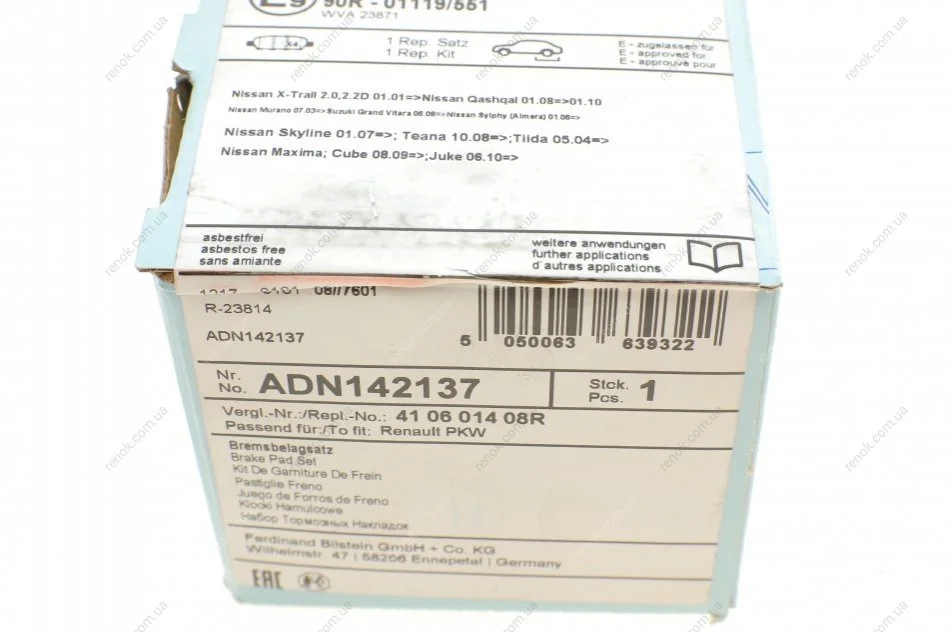 90R - 01119/551
WVA 23871
X4
1 Rep. Satz
1 Rep. Kit
E - zugelassen für
E - approved for
E - approuvé pour
Nissan X-Trail 2.0,2.2D 01.01=>Nissan Qashqai 01.08=>01.10
Nissan Murano 07.03=>Suzuki Grand Vitara 06.08=>Nissan Sylphy (Almera) 01.06=>
Nissan Skyline 01.07=>; Teana 10.08=>;Tiida 05.04=>
Nissan Maxima; Cube 08.09=>;Juke 06.10=>
asbestfrei
asbestos free
sans amiante
weitere anwendungen
further applications
d'autres applications
08//7601
R-23814
ADN142137
5 050063 639322
Nr.
No. ADN142137
Stck.
Pcs. 1
Vergl.-Nr.:/Repl.-No.: 41 06 014 08R
Passend für:/To fit: Renault PKW
Bremsbelagsatz
Brake Pad Set
Kit De Garniture De Frein
Pastiglie Freno
Juego de Forros de Freno
Klocki Hamulcowe
Набор Тормозных Накладок
Ferdinand Bilstein GmbH + Co. KG
Wilhelmstr. 47 | 58256 Ennepetal | Germany
EAC
renok.com.ua